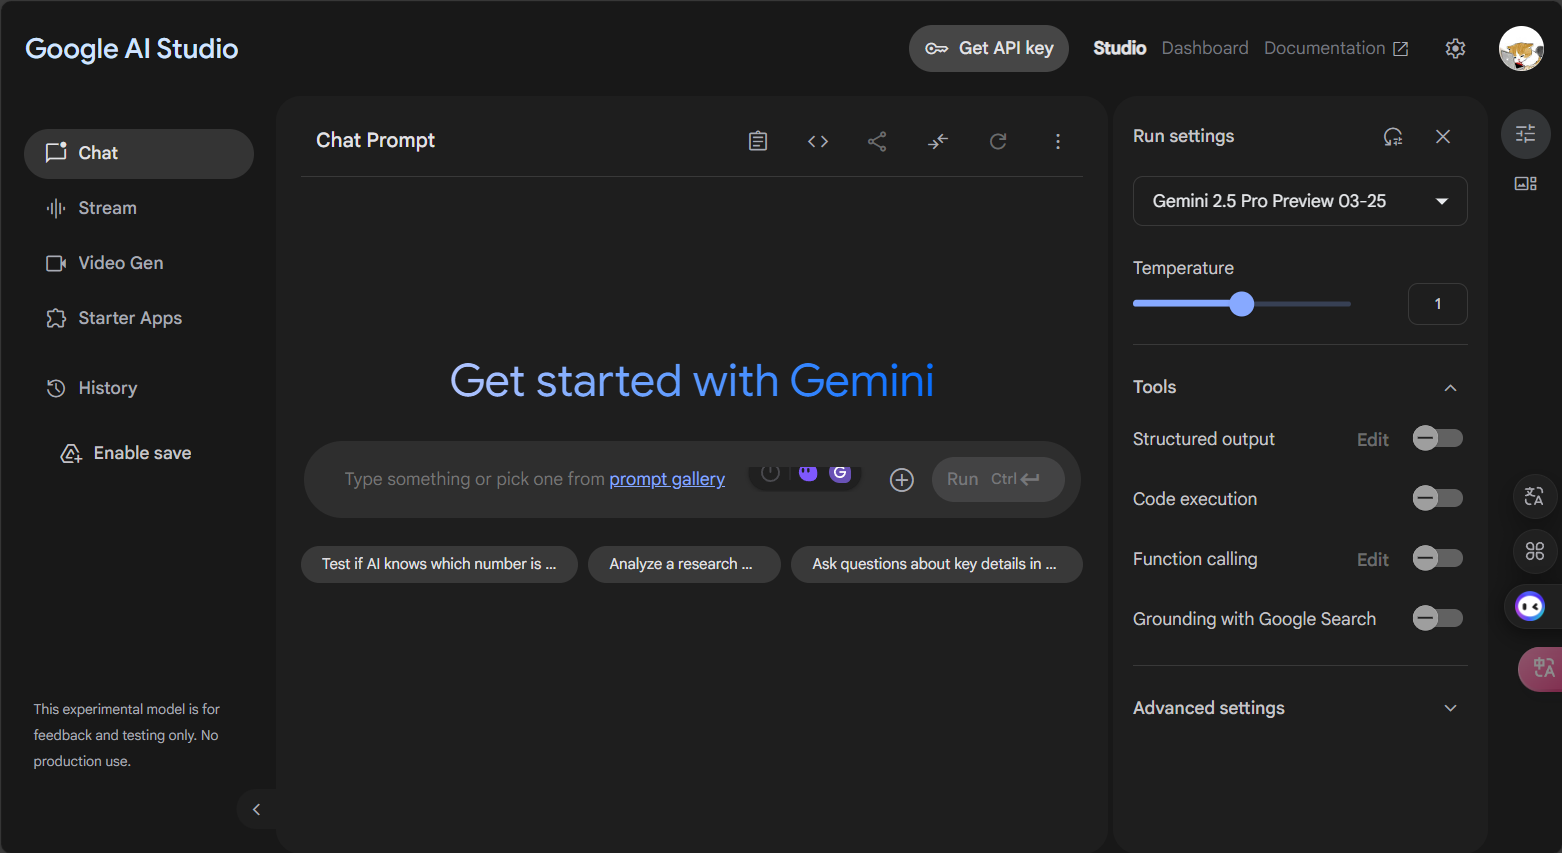 Google AI Studio
Get API key
Studio
Dashboard
Documentation
Chat
Stream
Video Gen
Starter Apps
History
Enable save
This experimental model is for
feedback and testing only. No
production use.
Chat Prompt
Get started with Gemini
Type something or pick one from prompt gallery
G
Run Ctrl
Test if AI knows which number is ...
Analyze a research ...
Ask questions about key details in ...
Run settings
Gemini 2.5 Pro Preview 03-25
Temperature
1
Tools
Structured output Edit
Code execution
Function calling Edit
Grounding with Google Search
Advanced settings
文A
中A